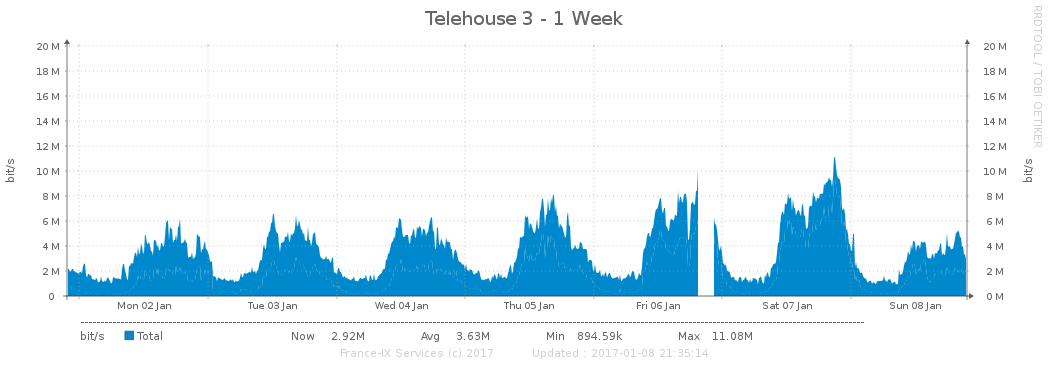 Telehouse 3 - 1 Week
RRDTOOL / TOBI OETIKER
bit/s
bit/s
20 M 20 M
18 M 18 M
16 M 16 M
14 M 14 M
12 M 12 M
10 M 10 M
8 M 8 M
6 M 6 M
4 M 4 M
2 M 2 M
0 0 M
Mon 02 Jan Tue 03 Jan Wed 04 Jan Thu 05 Jan Fri 06 Jan Sat 07 Jan Sun 08 Jan
bit/s Total Now 2.92M Avg 3.63M Min 894.59k Max 11.08M
France-IX Services (c) 2017 Updated : 2017-01-08 21:35:14